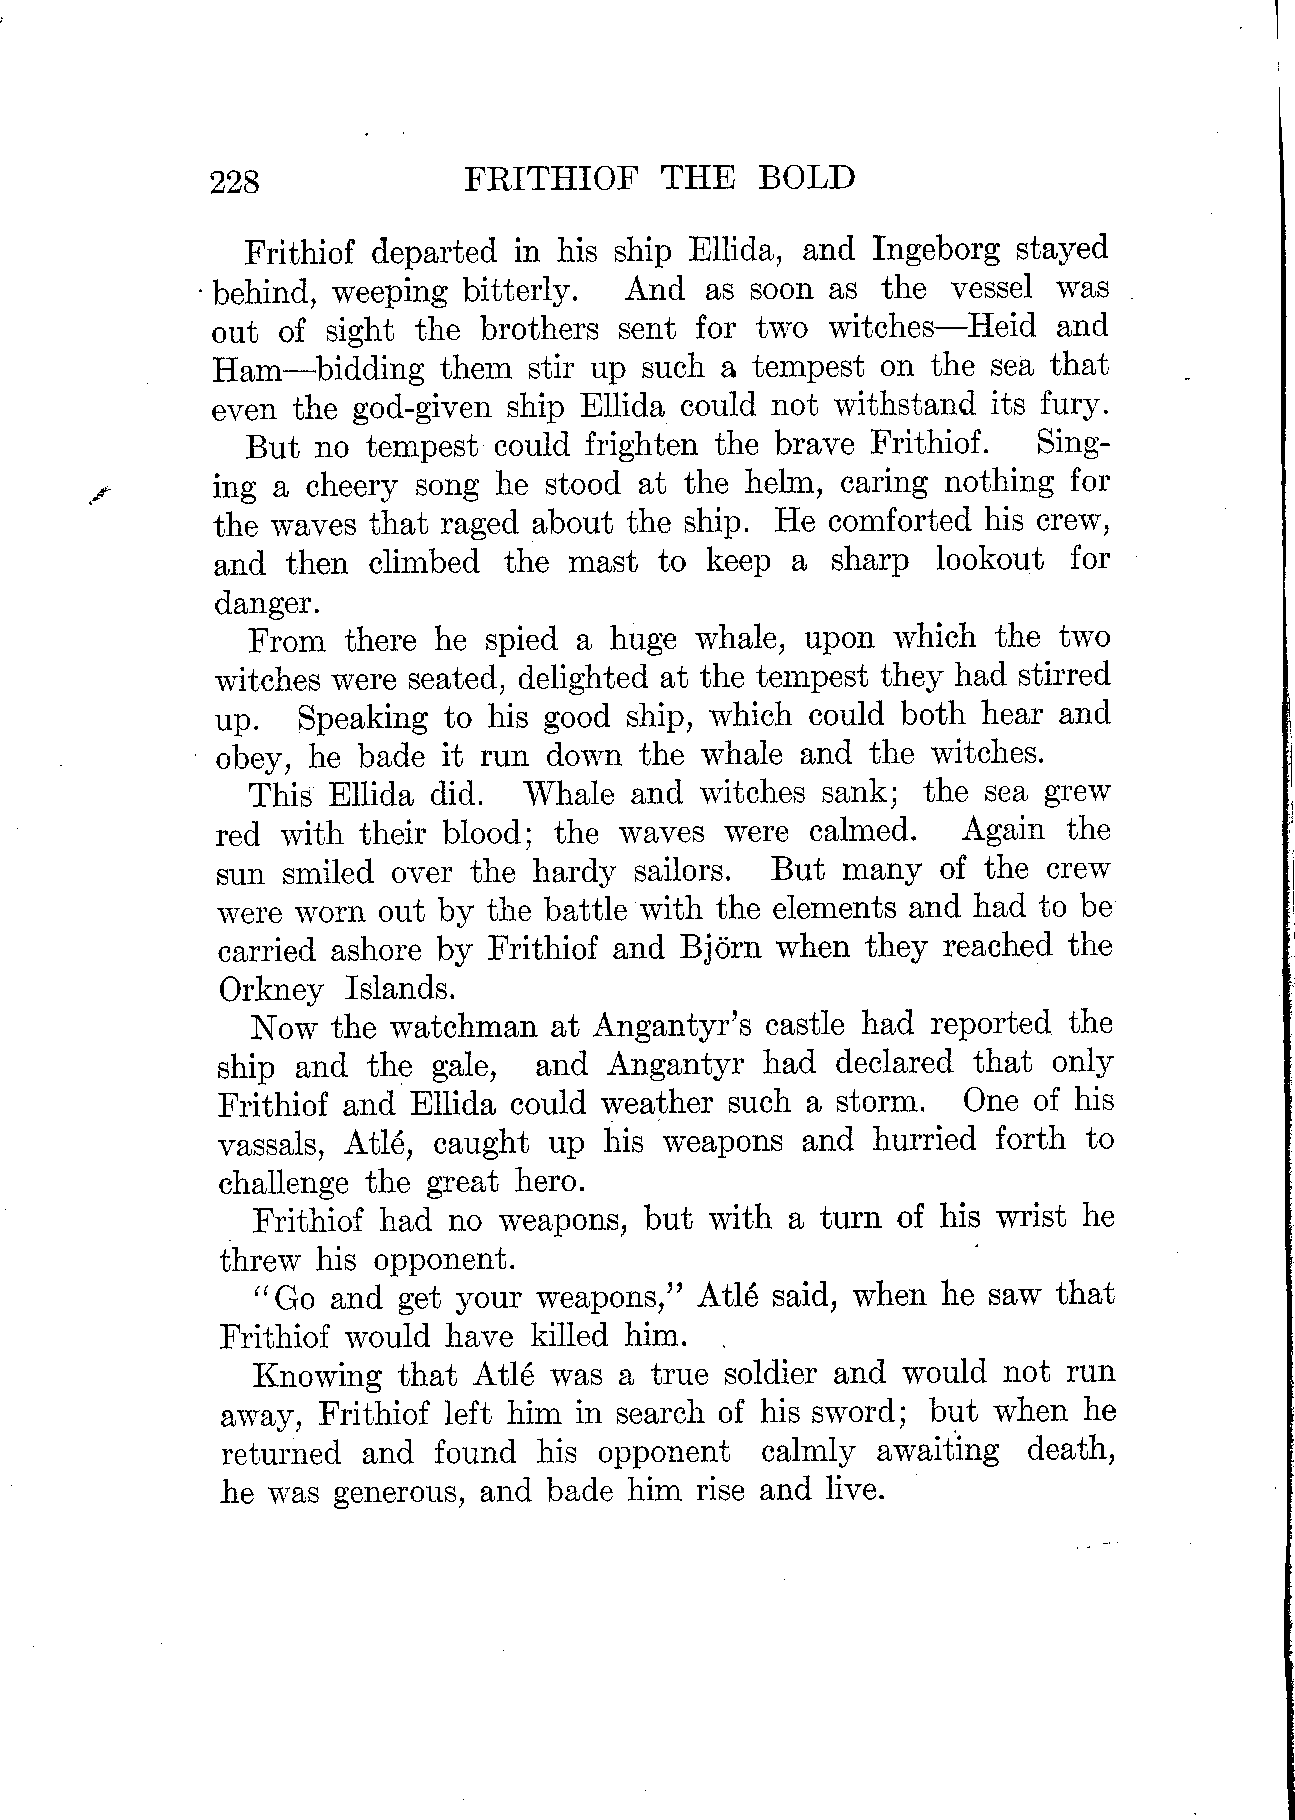 228 FRITHIOF THE BOLD
Frithiof departed in his ship Ellida, and Ingeborg stayed
behind, weeping bitterly. And as soon as the vessel was
out of sight the brothers sent for two witches—Heid and
Ham—bidding them stir up such a tempest on the sea that
even the god-given ship Ellida could not withstand its fury.
But no tempest could frighten the brave Frithiof. Sing-
ing a cheery song he stood at the helm, caring nothing for
the waves that raged about the ship. He comforted his crew,
and then climbed the mast to keep a sharp lookout for
danger.
From there he spied a huge whale, upon which the two
witches were seated, delighted at the tempest they had stirred
up. Speaking to his good ship, which could both hear and
obey, he bade it run down the whale and the witches.
This Ellida did. Whale and witches sank; the sea grew
red with their blood; the waves were calmed. Again the
sun smiled over the hardy sailors. But many of the crew
were worn out by the battle with the elements and had to be
carried ashore by Frithiof and Björn when they reached the
Orkney Islands.
Now the watchman at Angantyr's castle had reported the
ship and the gale, and Angantyr had declared that only
Frithiof and Ellida could weather such a storm. One of his
vassals, Atlé, caught up his weapons and hurried forth to
challenge the great hero.
Frithiof had no weapons, but with a turn of his wrist he
threw his opponent.
"Go and get your weapons," Atlé said, when he saw that
Frithiof would have killed him.
Knowing that Atlé was a true soldier and would not run
away, Frithiof left him in search of his sword; but when he
returned and found his opponent calmly awaiting death,
he was generous, and bade him rise and live.